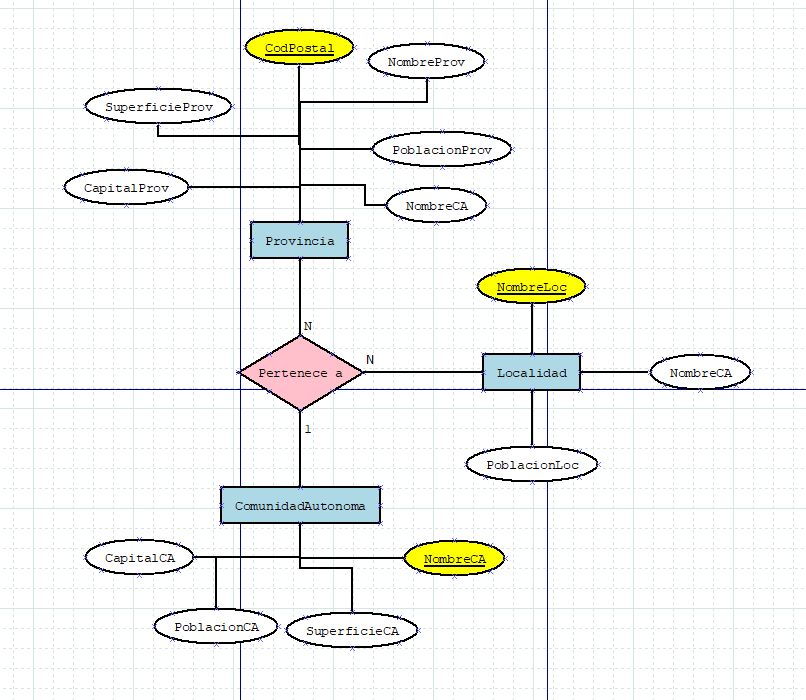 CodPostal
NombreProv
SuperficieProv
PoblacionProv
CapitalProv
NombreCA
Provincia
NombreLoc
N
N
Pertenece a
Localidad
NombreCA
1
PoblacionLoc
ComunidadAutonoma
CapitalCA
NombreCA
PoblacionCA
SuperficieCA